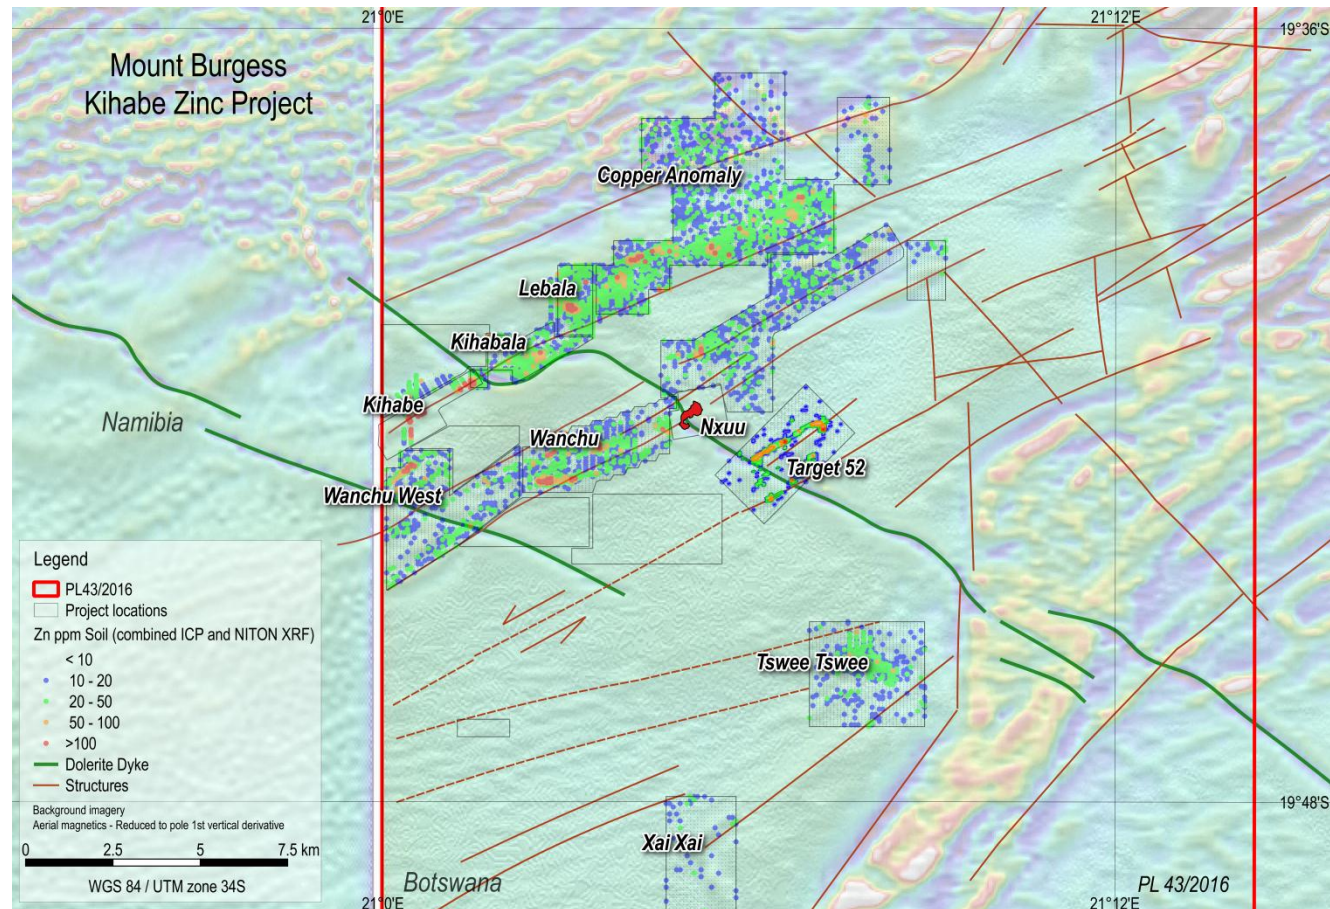 21°0'E
21°12'E
19°36'S
Mount Burgess
Kihabe Zinc Project
Copper Anomaly
Lebala
Kihabala
Kihabe
Namibia
Wanchu
Nxuu
Target 52
Wanchu West
Legend
PL43/2016
Project locations
Zn ppm Soil (combined ICP and NITON XRF)
< 10
10 - 20
20 - 50
50 - 100
>100
Dolerite Dyke
Structures
Background imagery
Aerial magnetics - Reduced to pole 1st vertical derivative
0 2.5 5 7.5 km
WGS 84 / UTM zone 34S
Tswee Tswee
19°48'S
Xai Xai
Botswana
PL 43/2016
21°0'E
21°12'E